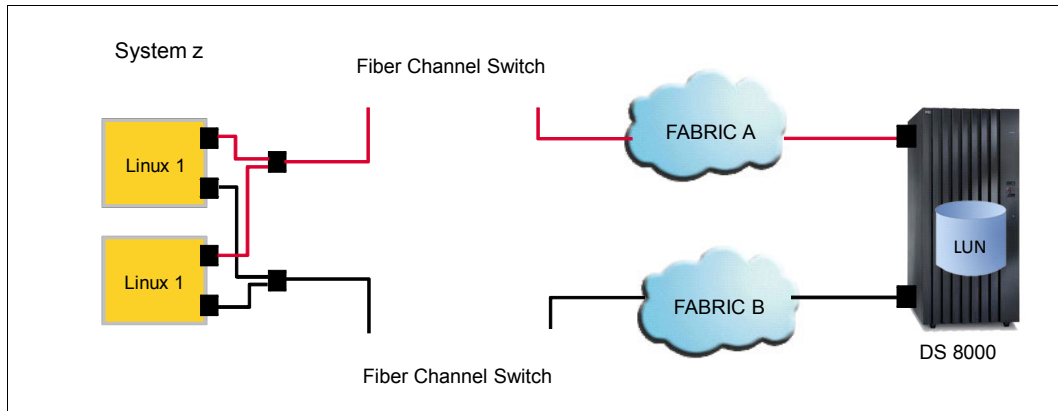 System z
Fiber Channel Switch
FABRIC A
Linux 1
LUN
Linux 1
FABRIC B
DS 8000
Fiber Channel Switch